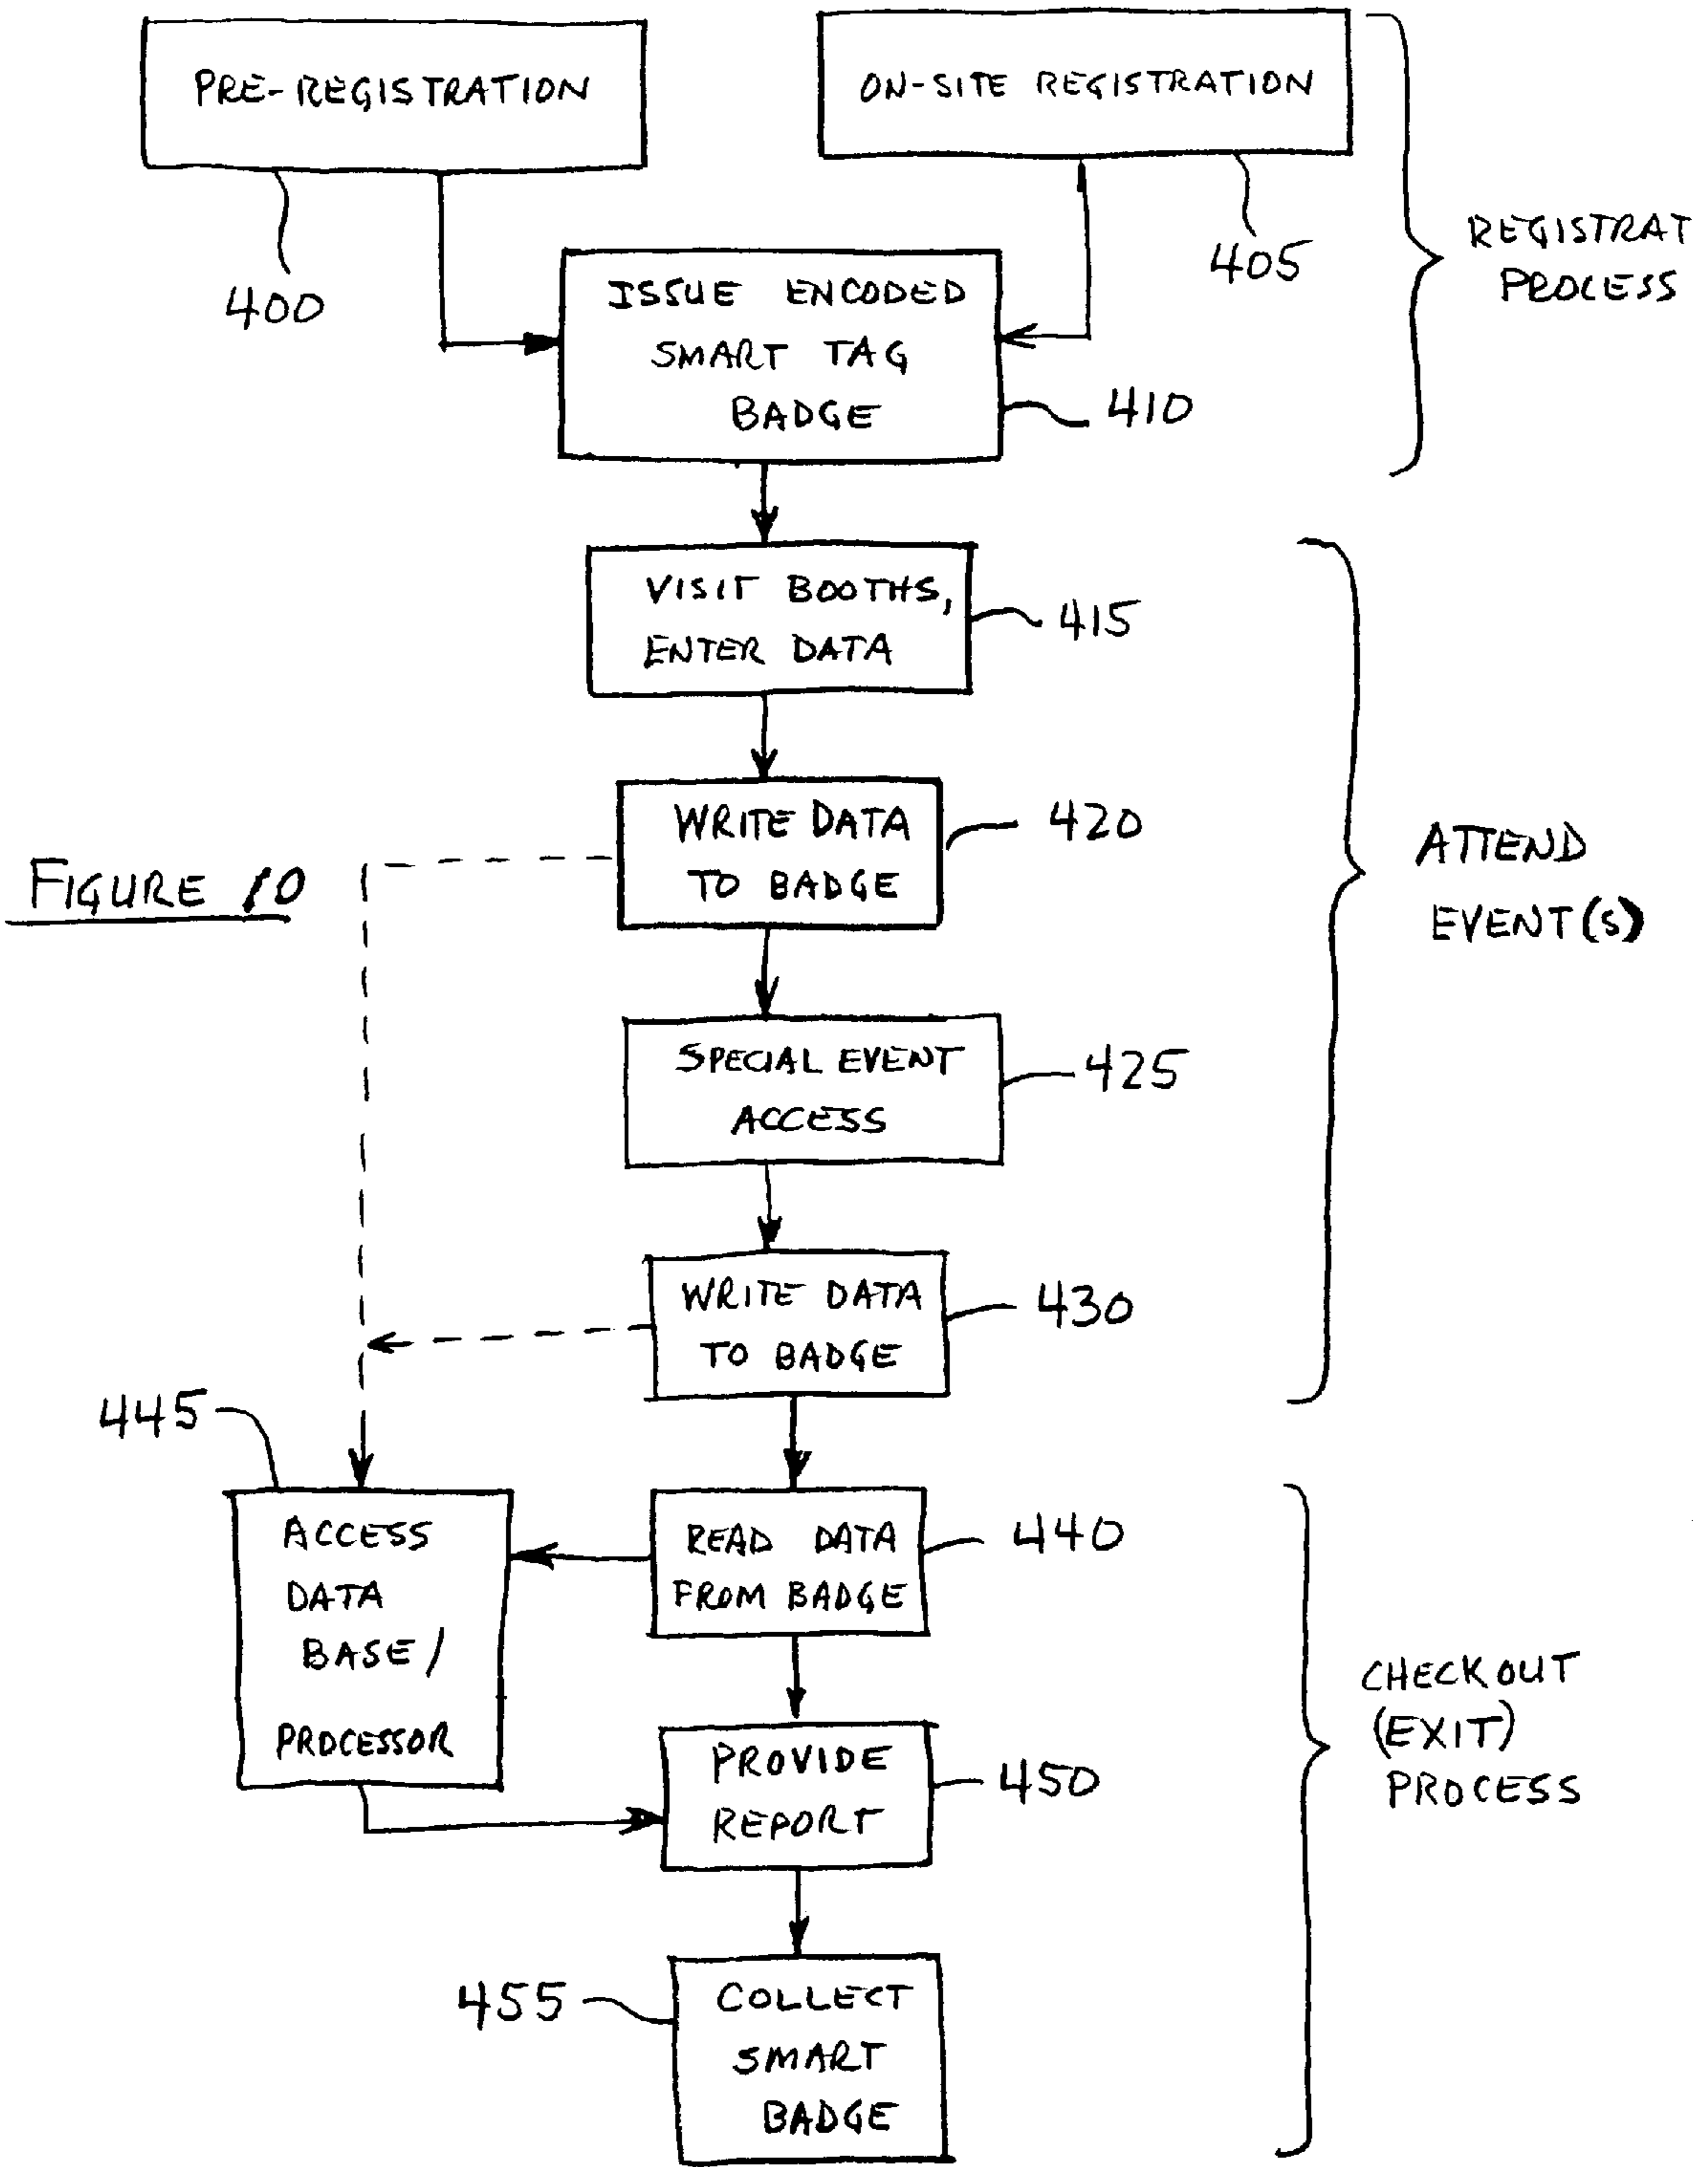 PRE-REGISTRATION
ON-SITE REGISTRATION
400
405
REGISTRAT
PROCESS
ISSUE ENCODED
SMART TAG
BADGE
410
VISIT BOOTHS,
ENTER DATA
415
WRITE DATA
TO BADGE
420
FIGURE 10
ATTEND
EVENT(S)
SPECIAL EVENT
ACCESS
425
WRITE DATA
TO BADGE
430
445
ACCESS
DATA
BASE/
PROCESSOR
READ DATA
FROM BADGE
440
PROVIDE
REPORT
450
CHECKOUT
(EXIT)
PROCESS
455
COLLECT
SMART
BADGE